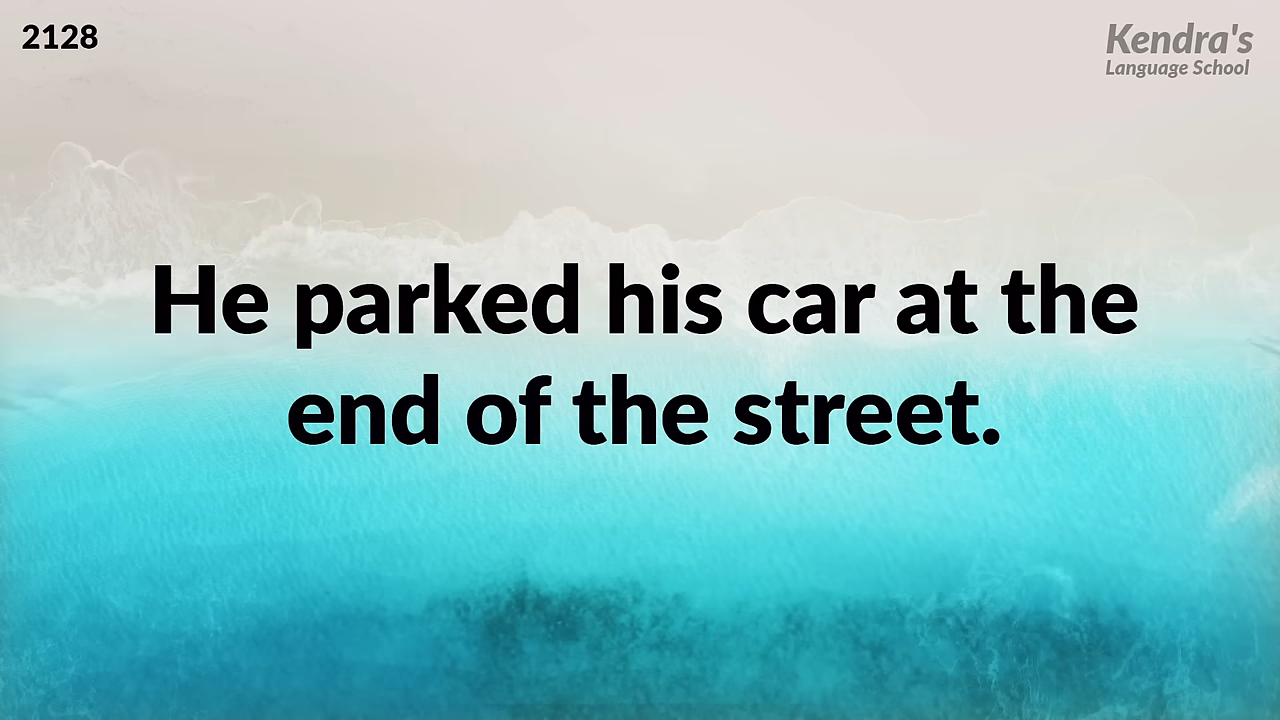 2128
Kendra's
Language School
He parked his car at the
end of the street.